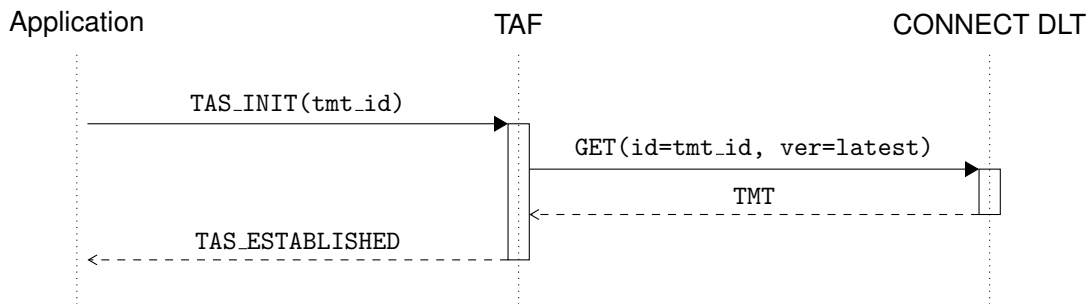 Application TAF CONNECT DLT
TAS_INIT(tmt_id)
GET(id=tmt_id, ver=latest)
TMT
TAS_ESTABLISHED